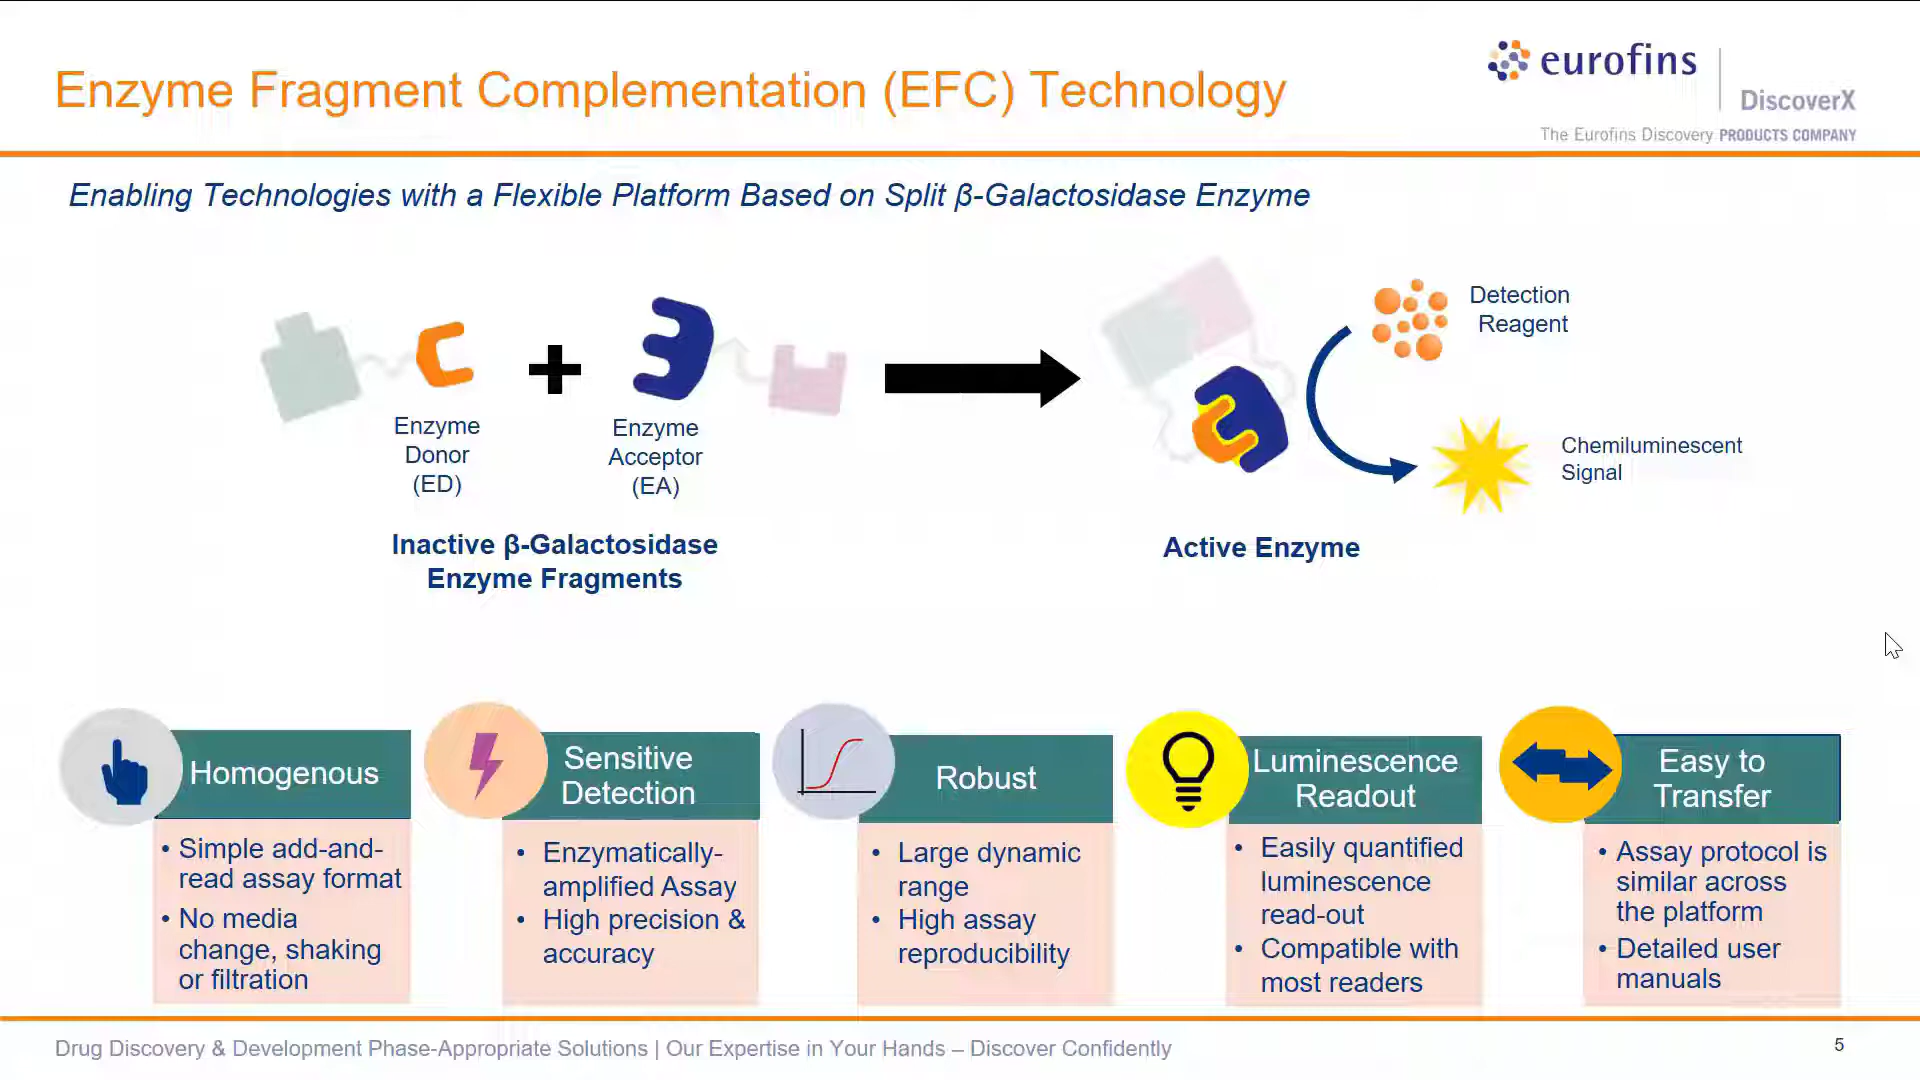 Enzyme Fragment Complementation (EFC) Technology
eurofins
DiscoverX
The Eurofins Discovery PRODUCTS COMPANY
Enabling Technologies with a Flexible Platform Based on Split β-Galactosidase Enzyme
Enzyme
Donor
(ED)
Enzyme
Acceptor
(EA)
Inactive β-Galactosidase
Enzyme Fragments
Detection
Reagent
Chemiluminescent
Signal
Active Enzyme
Homogenous
• Simple add-and-
read assay format
• No media
change, shaking
or filtration
Sensitive
Detection
• Enzymatically-
amplified Assay
• High precision &
accuracy
Robust
• Large dynamic
range
• High assay
reproducibility
Luminescence
Readout
• Easily quantified
luminescence
read-out
• Compatible with
most readers
Easy to
Transfer
• Assay protocol is
similar across
the platform
• Detailed user
manuals
Drug Discovery & Development Phase-Appropriate Solutions | Our Expertise in Your Hands – Discover Confidently
5